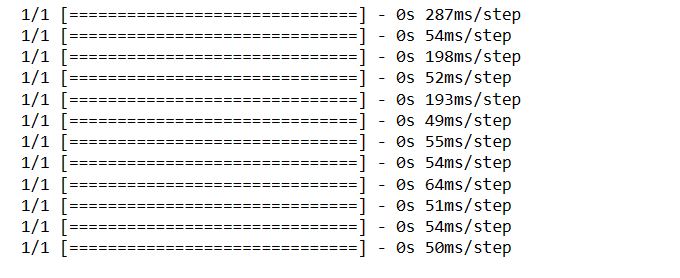 1/1 [==============================] - 0s 287ms/step
1/1 [==============================] - 0s 54ms/step
1/1 [==============================] - 0s 198ms/step
1/1 [==============================] - 0s 52ms/step
1/1 [==============================] - 0s 193ms/step
1/1 [==============================] - 0s 49ms/step
1/1 [==============================] - 0s 55ms/step
1/1 [==============================] - 0s 54ms/step
1/1 [==============================] - 0s 64ms/step
1/1 [==============================] - 0s 51ms/step
1/1 [==============================] - 0s 54ms/step
1/1 [==============================] - 0s 50ms/step